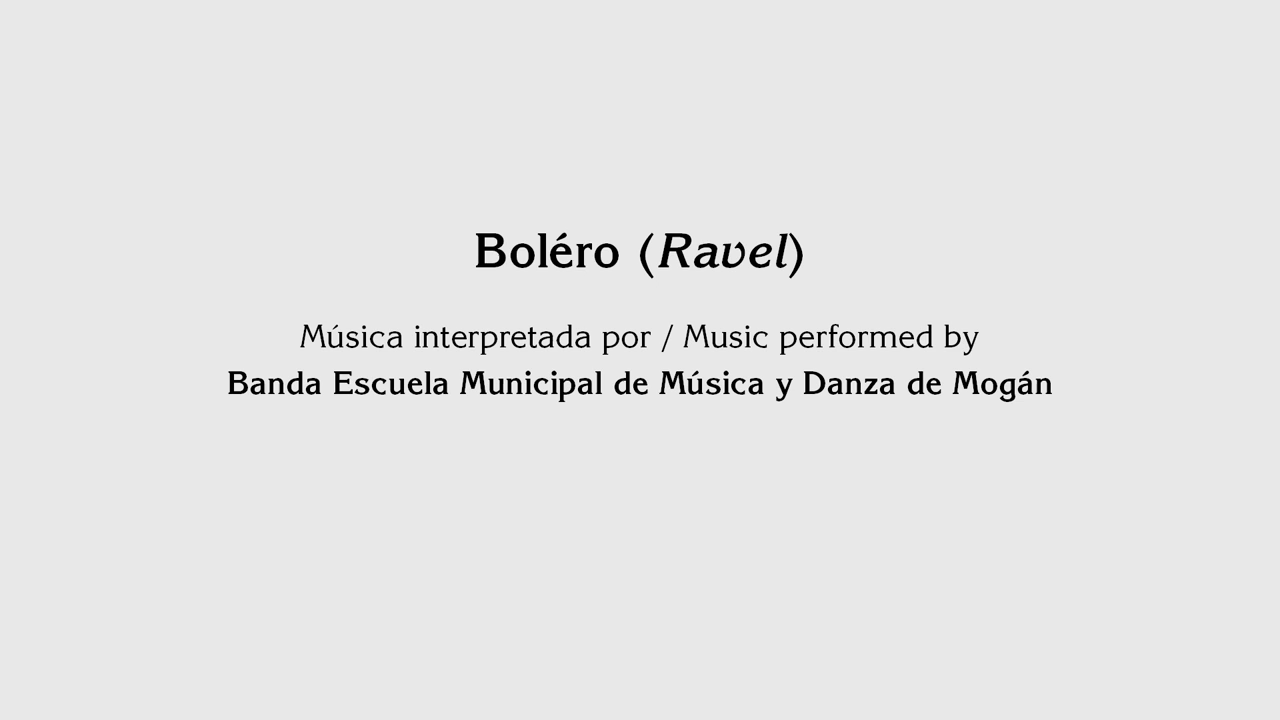 Boléro (Ravel)
Música interpretada por / Music performed by
Banda Escuela Municipal de Música y Danza de Mogán